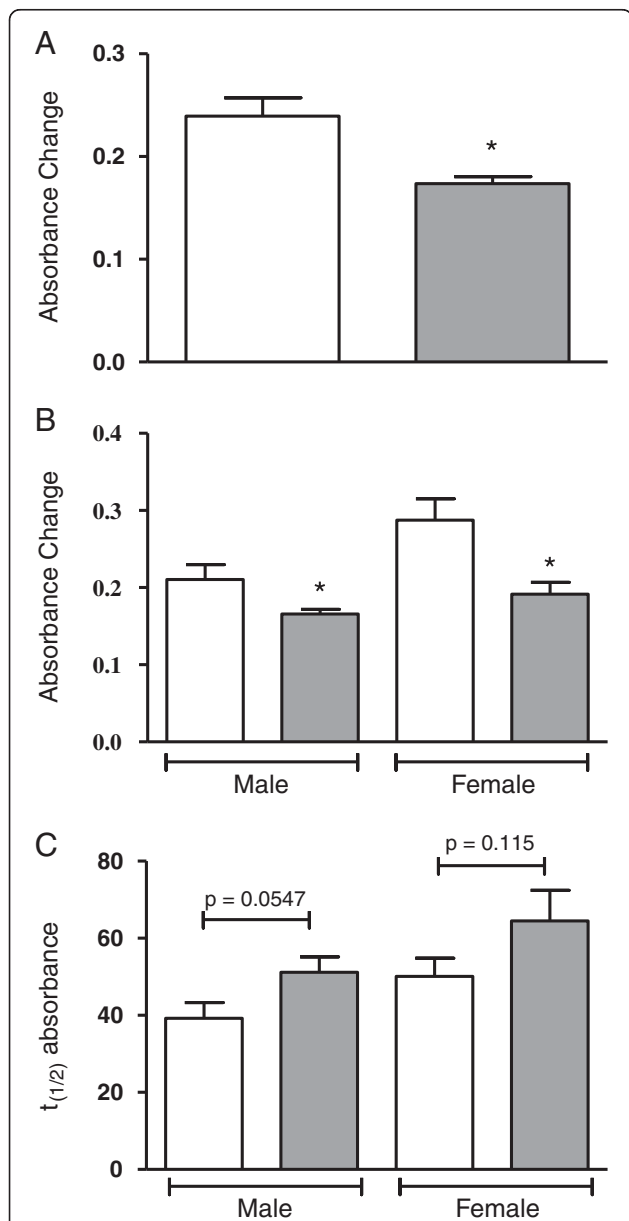 A
Absorbance Change
0.3
0.2
0.1
0.0
*
B
Absorbance Change
0.4
0.3
0.2
0.1
0.0
*
*
Male
Female
C
t(1/2) absorbance
80
60
40
20
0
p = 0.0547
p = 0.115
Male
Female